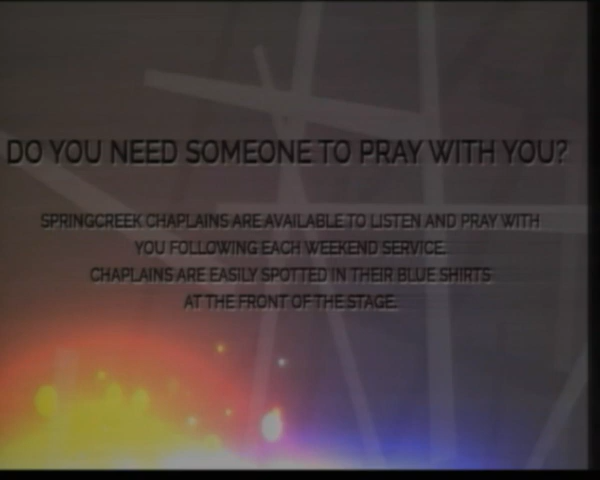 DO YOU NEED SOMEONE TO PRAY WITH YOU?
SPRINGCREEK CHAPLAINS ARE AVAILABLE TO LISTEN AND PRAY WITH
YOU FOLLOWING EACH WEEKEND SERVICE.
CHAPLAINS ARE EASILY SPOTTED IN THEIR BLUE SHIRTS
AT THE FRONT OF THE STAGE.